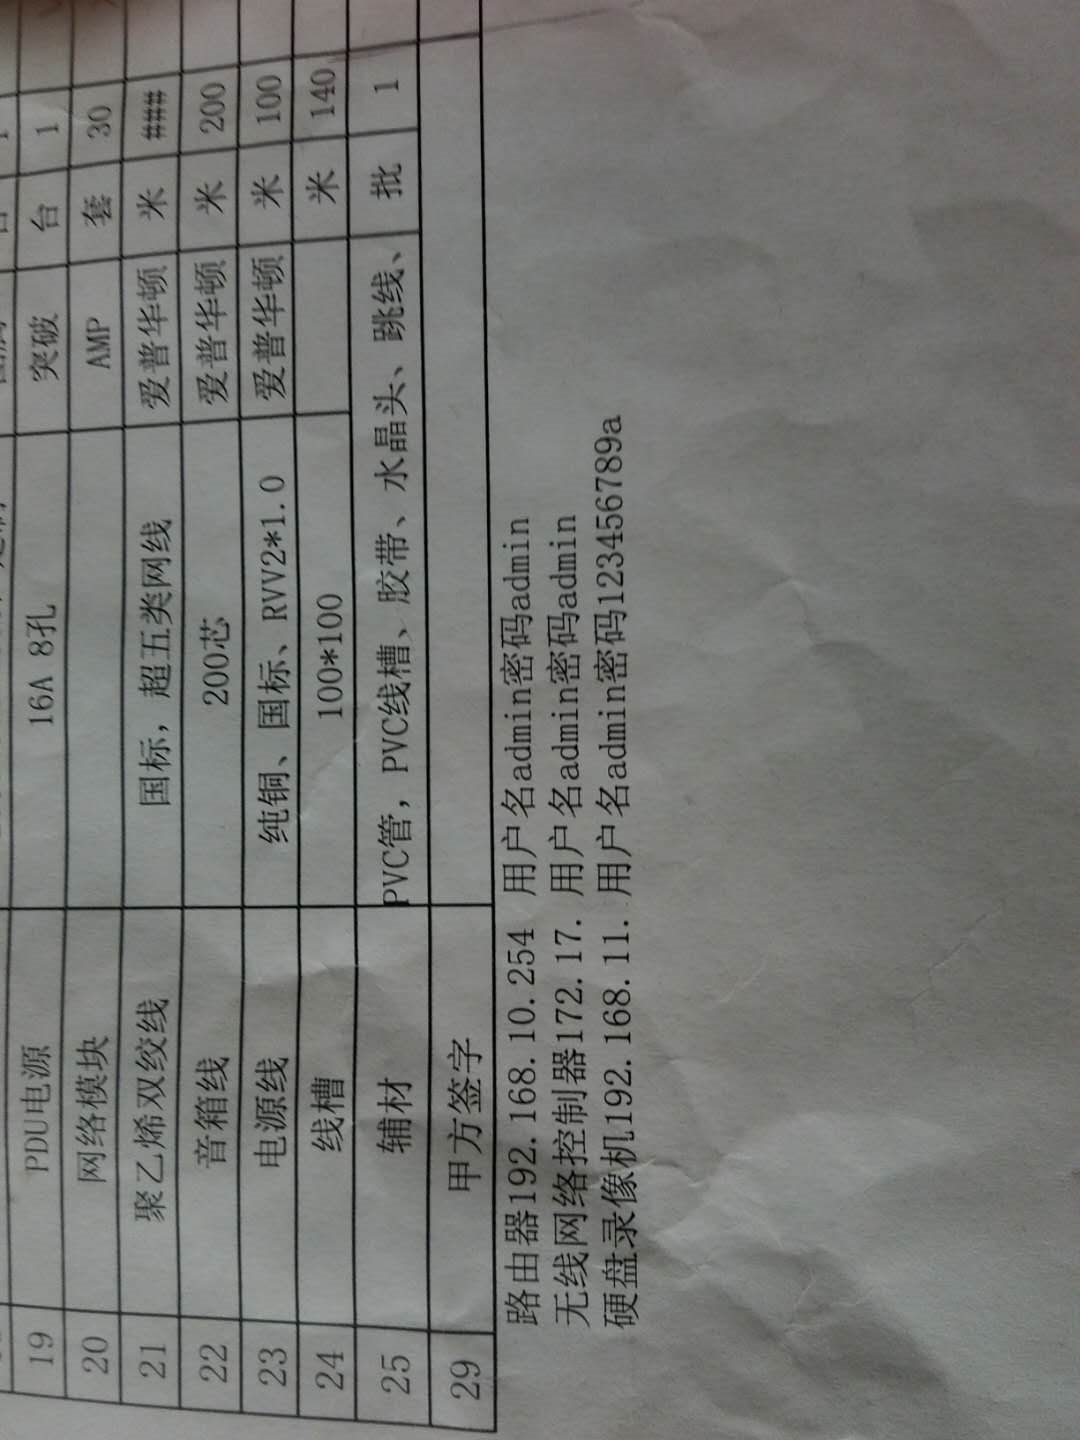 19 PDU电源 16A 8孔 突破 台 1
20 网络模块 AMP 套 30
21 聚乙烯双绞线 国标，超五类网线 爱普华顿 米 ###
22 音箱线 200芯 爱普华顿 米 200
23 电源线 纯铜、国标、RVV2*1.0 爱普华顿 米 100
24 线槽 100*100 米 140
25 辅材 PVC管，PVC线槽、胶带、水晶头、跳线、 批 1
29 甲方签字
路由器192.168.10.254 用户名admin密码admin
无线网络控制器172.17. 用户名admin密码admin
硬盘录像机192.168.11. 用户名admin密码123456789a